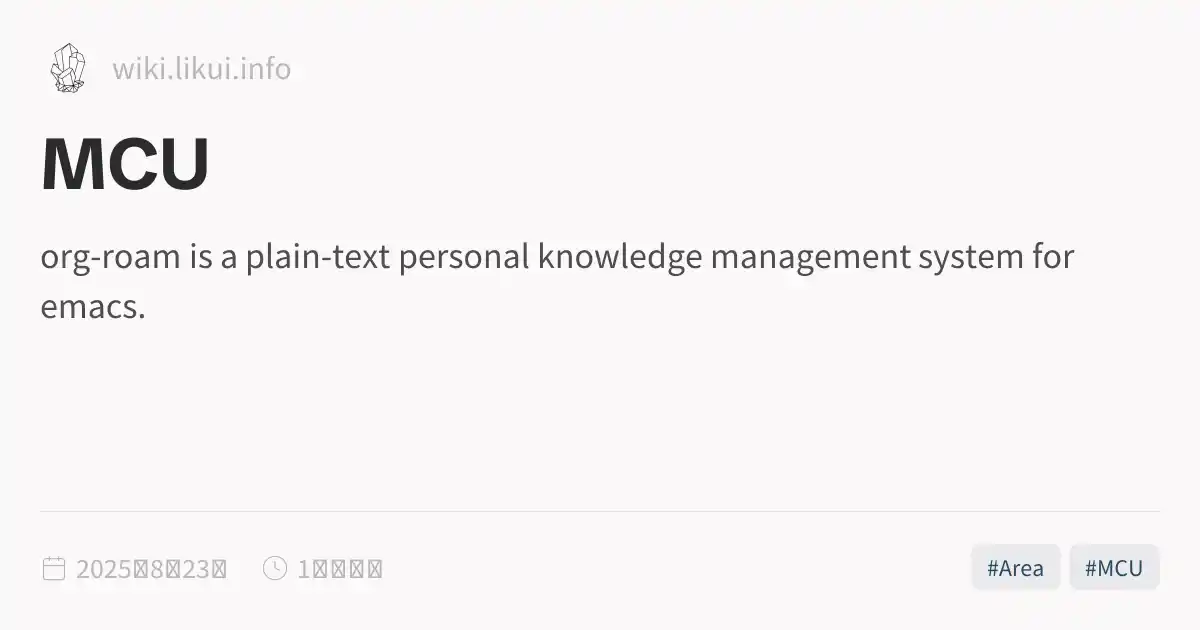 wiki.likui.info
MCU
org-roam is a plain-text personal knowledge management system for
emacs.
2025 8 23
1
#Area
#MCU